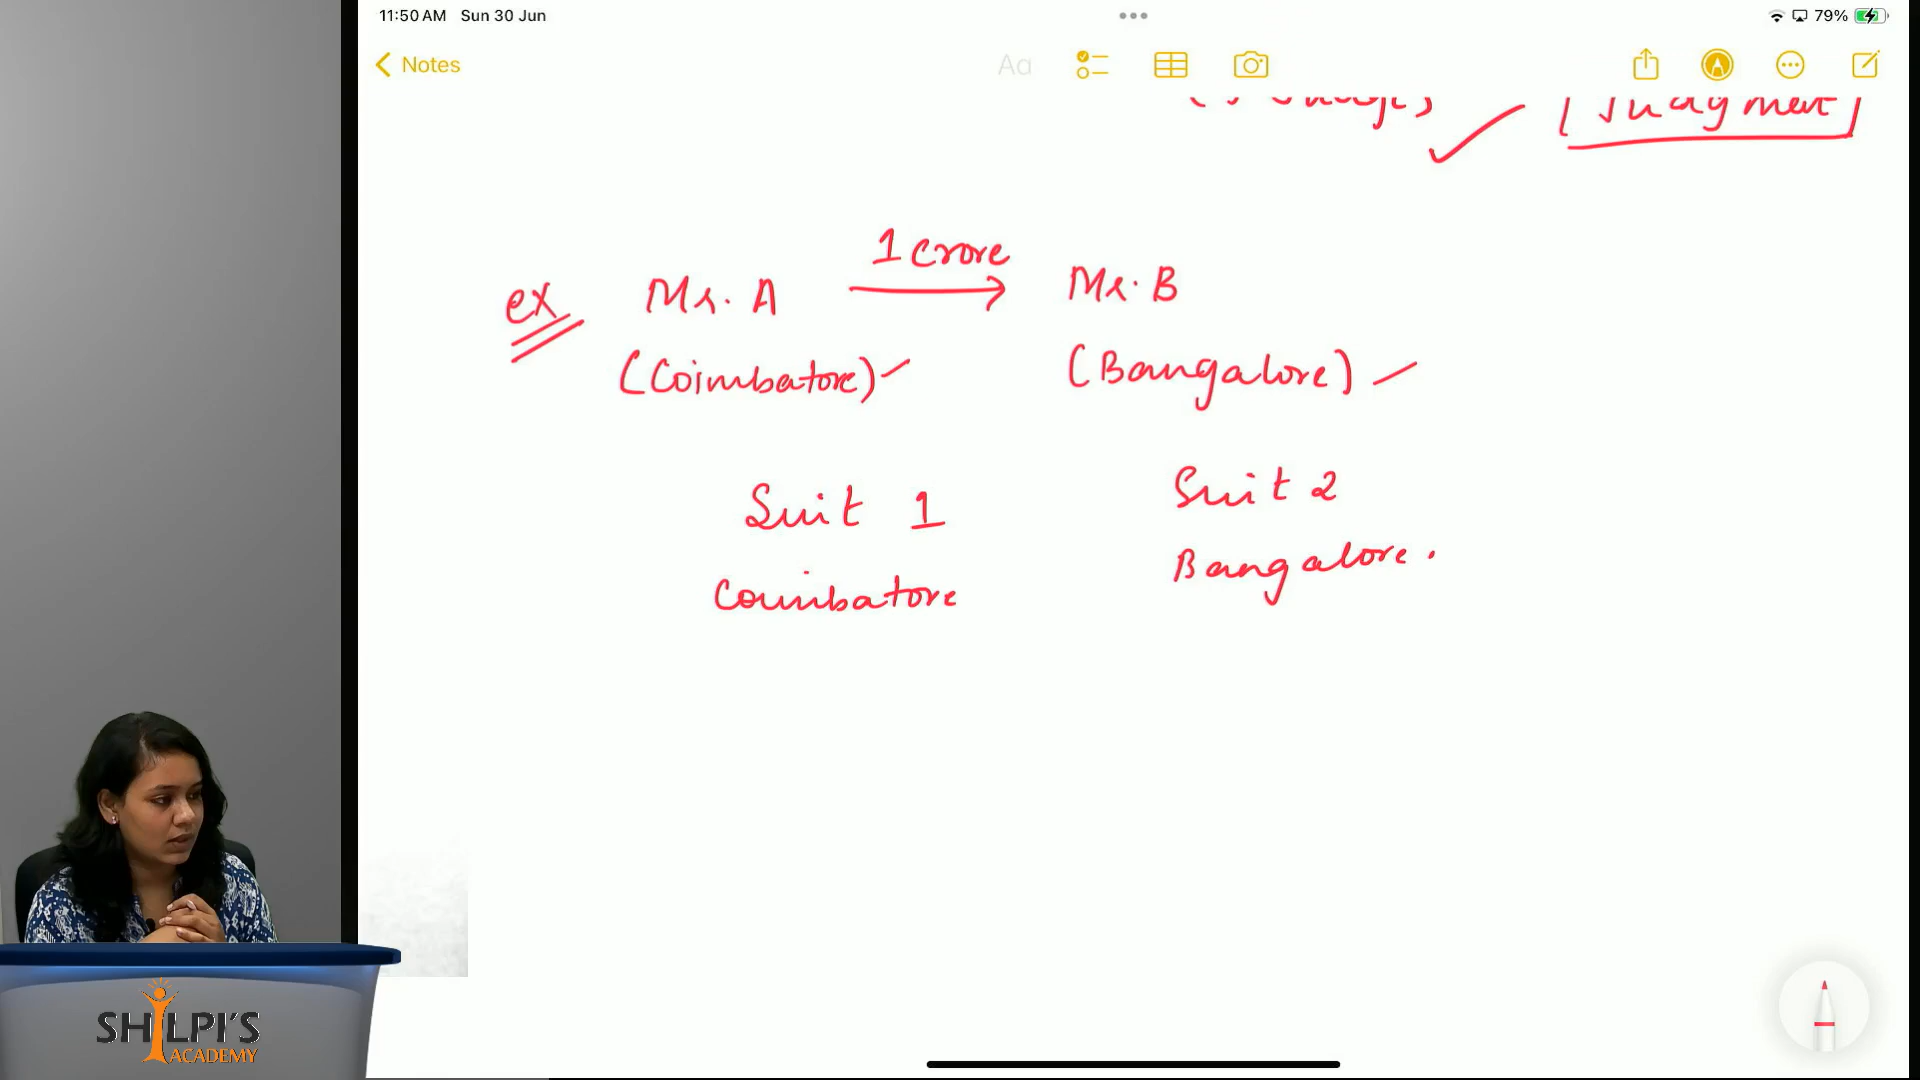 11:50 AM Sun 30 Jun
79%
Notes
Aa
[Judgment]
1 Crore
ex Mr. A Mr. B
(Coimbatore) (Bangalore)
Suit 1 Suit 2
Coimbatore Bangalore.
SHILPI'S
ACADEMY